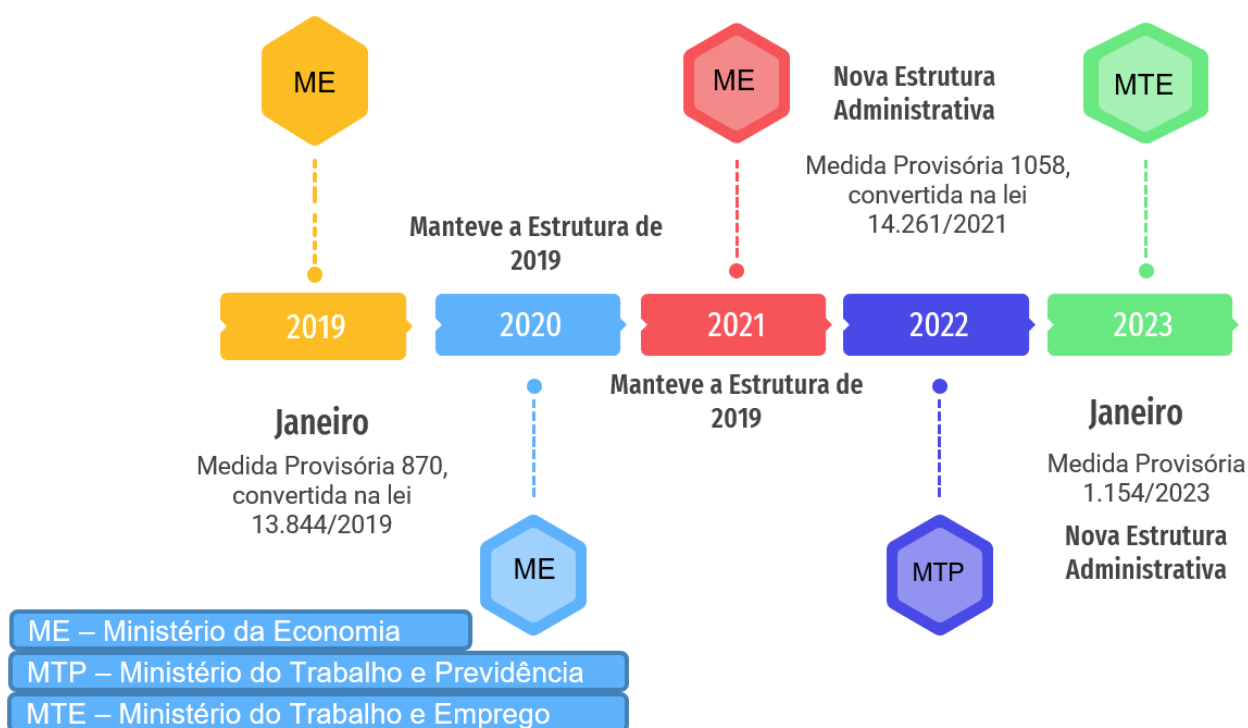 ME
ME
Nova Estrutura
Administrativa
Medida Provisória 1058,
convertida na lei
14.261/2021
MTE
Manteve a Estrutura de
2019
2019
2020
2021
2022
2023
Janeiro
Medida Provisória 870,
convertida na lei
13.844/2019
Manteve a Estrutura de
2019
Janeiro
Medida Provisória
1.154/2023
Nova Estrutura
Administrativa
ME
MTP
ME – Ministério da Economia
MTP – Ministério do Trabalho e Previdência
MTE – Ministério do Trabalho e Emprego